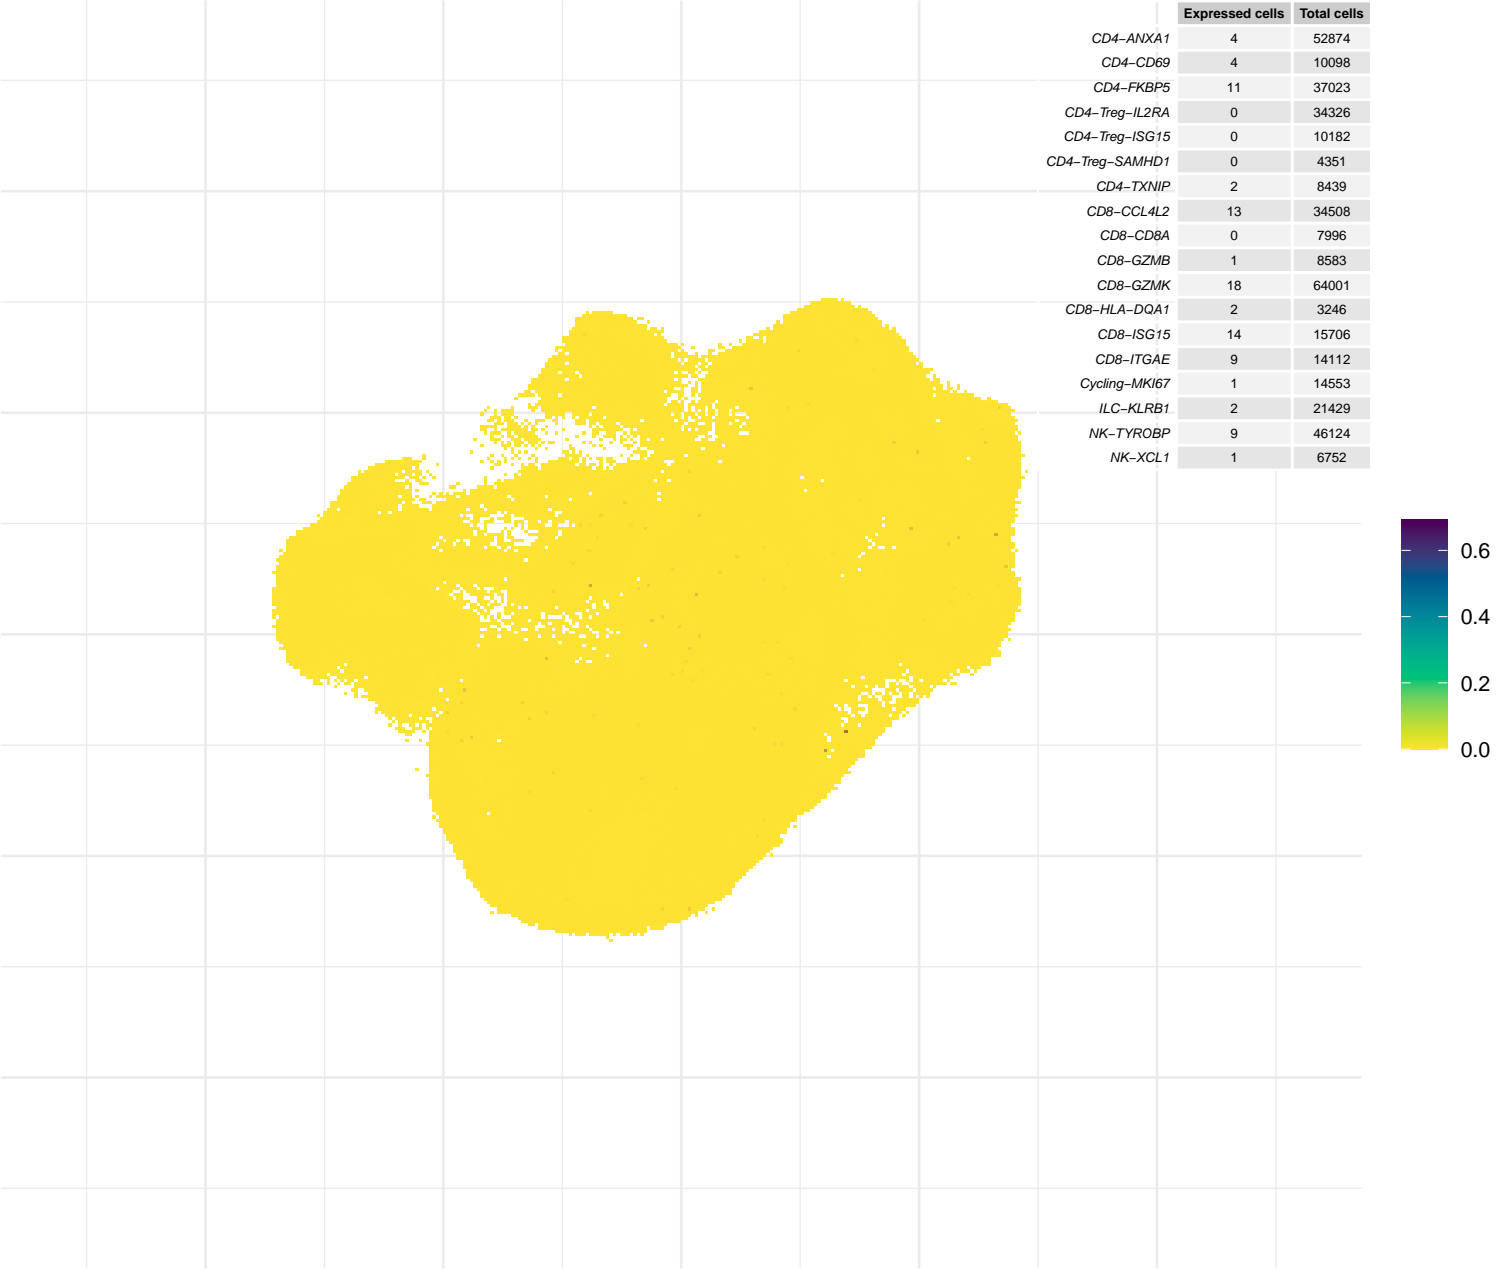 Expressed cells Total cells
CD4−ANXA1 4 52874
CD4−CD69 4 10098
CD4−FKBP5 11 37023
CD4−Treg−IL2RA 0 34326
CD4−Treg−ISG15 0 10182
CD4−Treg−SAMHD1 0 4351
CD4−TXNIP 2 8439
CD8−CCL4L2 13 34508
CD8−CD8A 0 7996
CD8−GZMB 1 8583
CD8−GZMK 18 64001
CD8−HLA−DQA1 2 3246
CD8−ISG15 14 15706
CD8−ITGAE 9 14112
Cycling−MKI67 1 14553
ILC−KLRB1 2 21429
NK−TYROBP 9 46124
NK−XCL1 1 6752
0.6
0.4
0.2
0.0